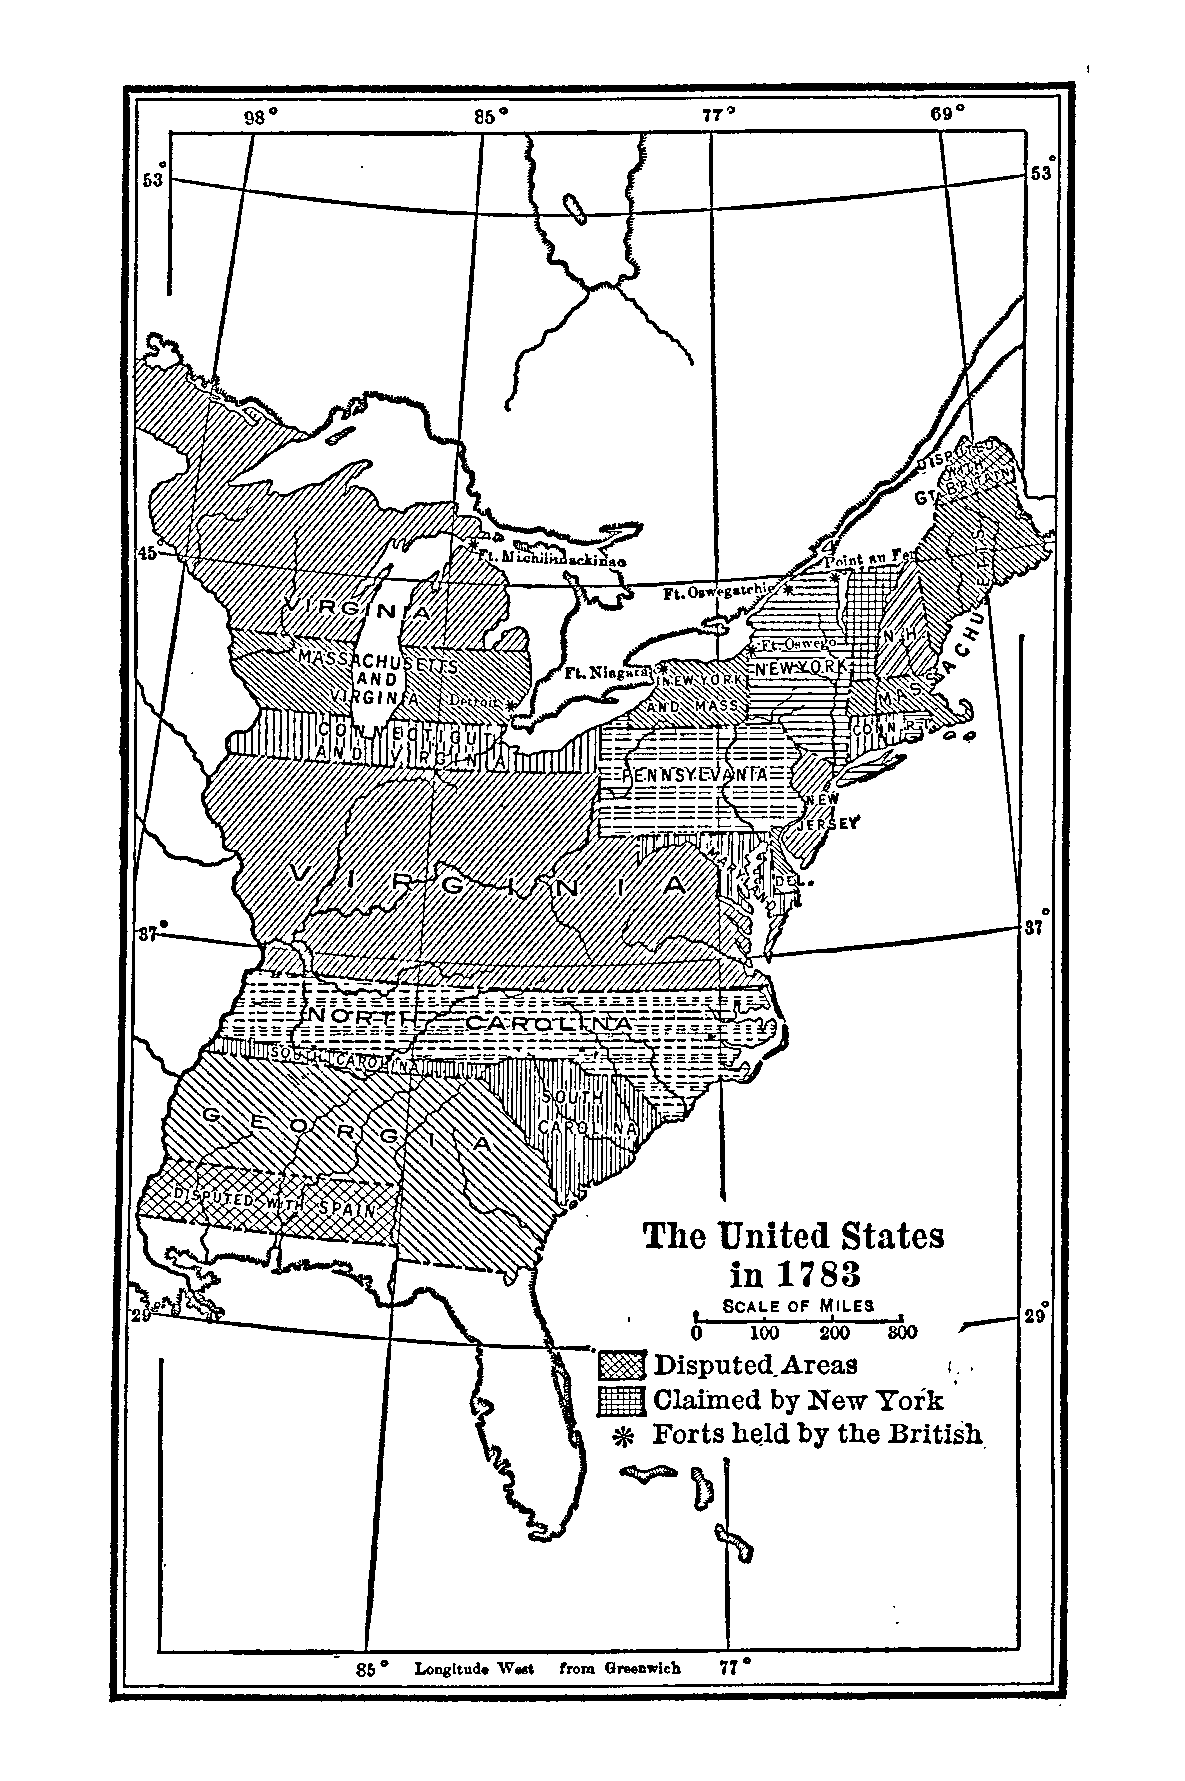 98° 85° 77° 69°
53° 53°
DISPUTED
WITH
GT. BRITAIN
45°
Ft. Michilimackinac
Point au Fer
Ft. Oswegatchie
VIRGINIA
MASSACHUSETTS
AND
VIRGINIA
Detroit
Ft. Oswego
Ft. Niagara
NEW YORK
NEW YORK
AND MASS.
N.H.
MASSACHUSETTS
MASS
CONNECTICUT
AND VIRGINIA
CONN. R.I.
PENNSYLVANIA
NEW
JERSEY
MARYLAND
DEL.
VIRGINIA
37° 37°
NORTH CAROLINA
SOUTH CAROLINA
SOUTH
CAROLINA
GEORGIA
DISPUTED WITH SPAIN
The United States
in 1783
SCALE OF MILES
0 100 200 300
29° 29°
Disputed Areas
Claimed by New York
Forts held by the British
85° Longitude West from Greenwich 77°